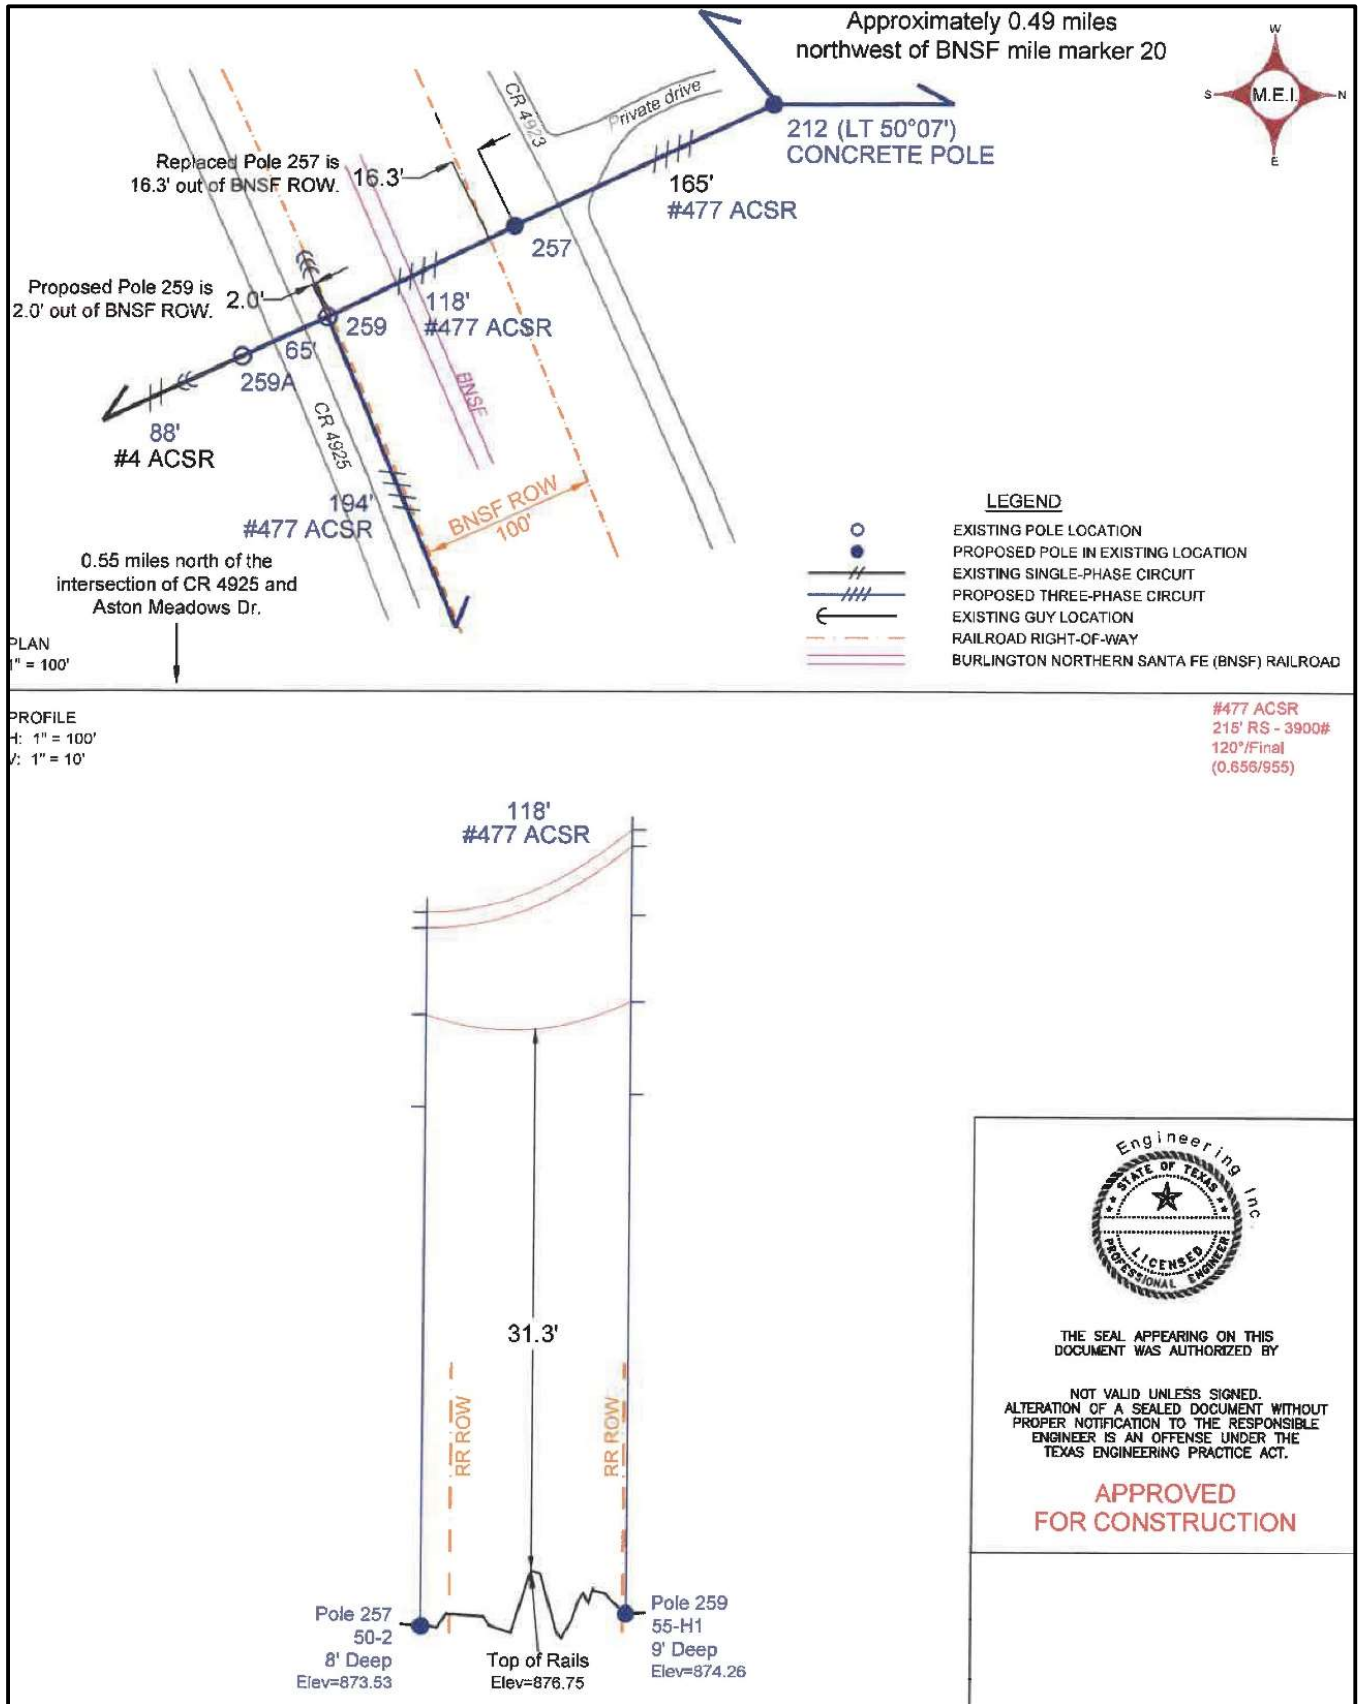 Approximately 0.49 miles
northwest of BNSF mile marker 20
W
S
M.E.I.
N
E
CR 4923
Private drive
212 (LT 50°07')
CONCRETE POLE
Replaced Pole 257 is
16.3' out of BNSF ROW.
16.3'
165'
#477 ACSR
257
Proposed Pole 259 is
2.0' out of BNSF ROW.
2.0'
259
118'
#477 ACSR
65'
259A
BNSF
CR 4925
88'
#4 ACSR
194'
#477 ACSR
BNSF ROW
100'
0.55 miles north of the
intersection of CR 4925 and
Aston Meadows Dr.
LEGEND
EXISTING POLE LOCATION
PROPOSED POLE IN EXISTING LOCATION
EXISTING SINGLE-PHASE CIRCUIT
PROPOSED THREE-PHASE CIRCUIT
EXISTING GUY LOCATION
RAILROAD RIGHT-OF-WAY
BURLINGTON NORTHERN SANTA FE (BNSF) RAILROAD
PLAN
1" = 100'
PROFILE
H: 1" = 100'
V: 1" = 10'
#477 ACSR
215' RS - 3900#
120°/Final
(0.656/955)
118'
#477 ACSR
31.3'
RR ROW
RR ROW
Pole 257
50-2
8' Deep
Elev=873.53
Top of Rails
Elev=876.75
Pole 259
55-H1
9' Deep
Elev=874.26
Engineering Inc.
STATE OF TEXAS
LICENSED
PROFESSIONAL ENGINEER
THE SEAL APPEARING ON THIS
DOCUMENT WAS AUTHORIZED BY
NOT VALID UNLESS SIGNED.
ALTERATION OF A SEALED DOCUMENT WITHOUT
PROPER NOTIFICATION TO THE RESPONSIBLE
ENGINEER IS AN OFFENSE UNDER THE
TEXAS ENGINEERING PRACTICE ACT.
APPROVED
FOR CONSTRUCTION